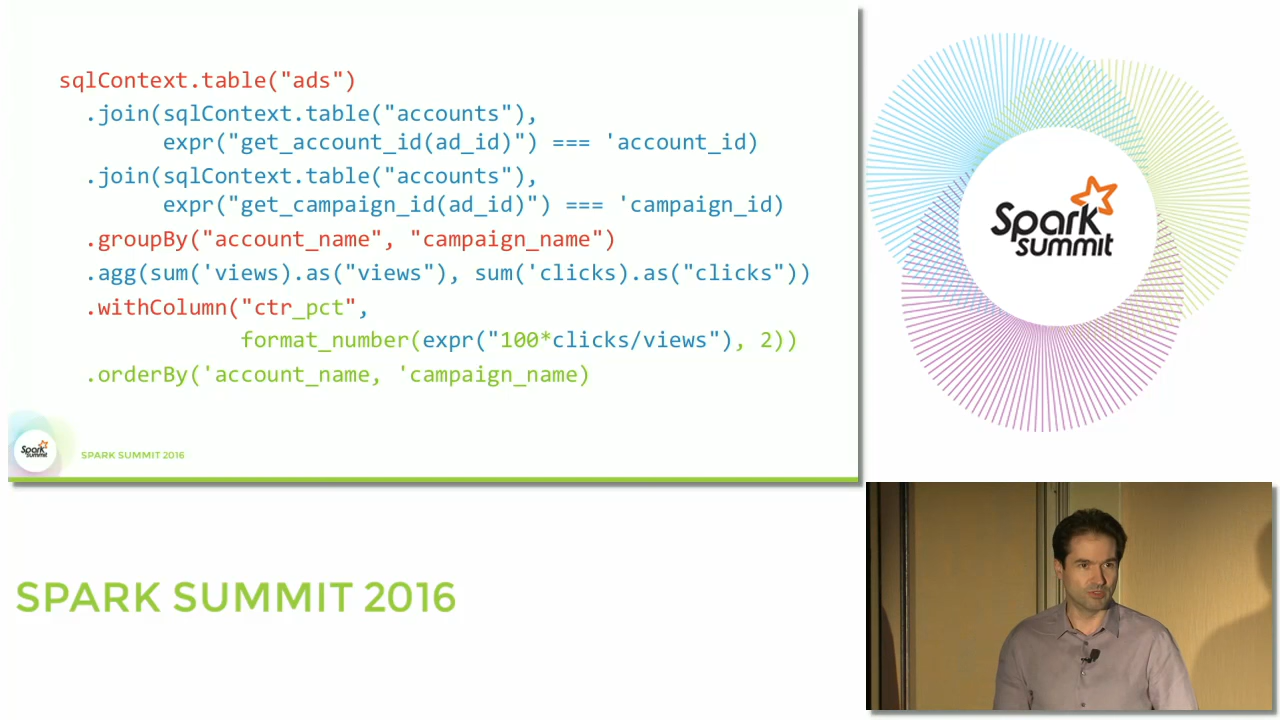 sqlContext.table("ads")
.join(sqlContext.table("accounts"),
expr("get_account_id(ad_id)") === 'account_id)
.join(sqlContext.table("accounts"),
expr("get_campaign_id(ad_id)") === 'campaign_id)
.groupBy("account_name", "campaign_name")
.agg(sum('views).as("views"), sum('clicks).as("clicks"))
.withColumn("ctr_pct",
format_number(expr("100*clicks/views"), 2))
.orderBy('account_name, 'campaign_name)
Spark
summit
SPARK SUMMIT 2016
Spark
summit
SPARK SUMMIT 2016